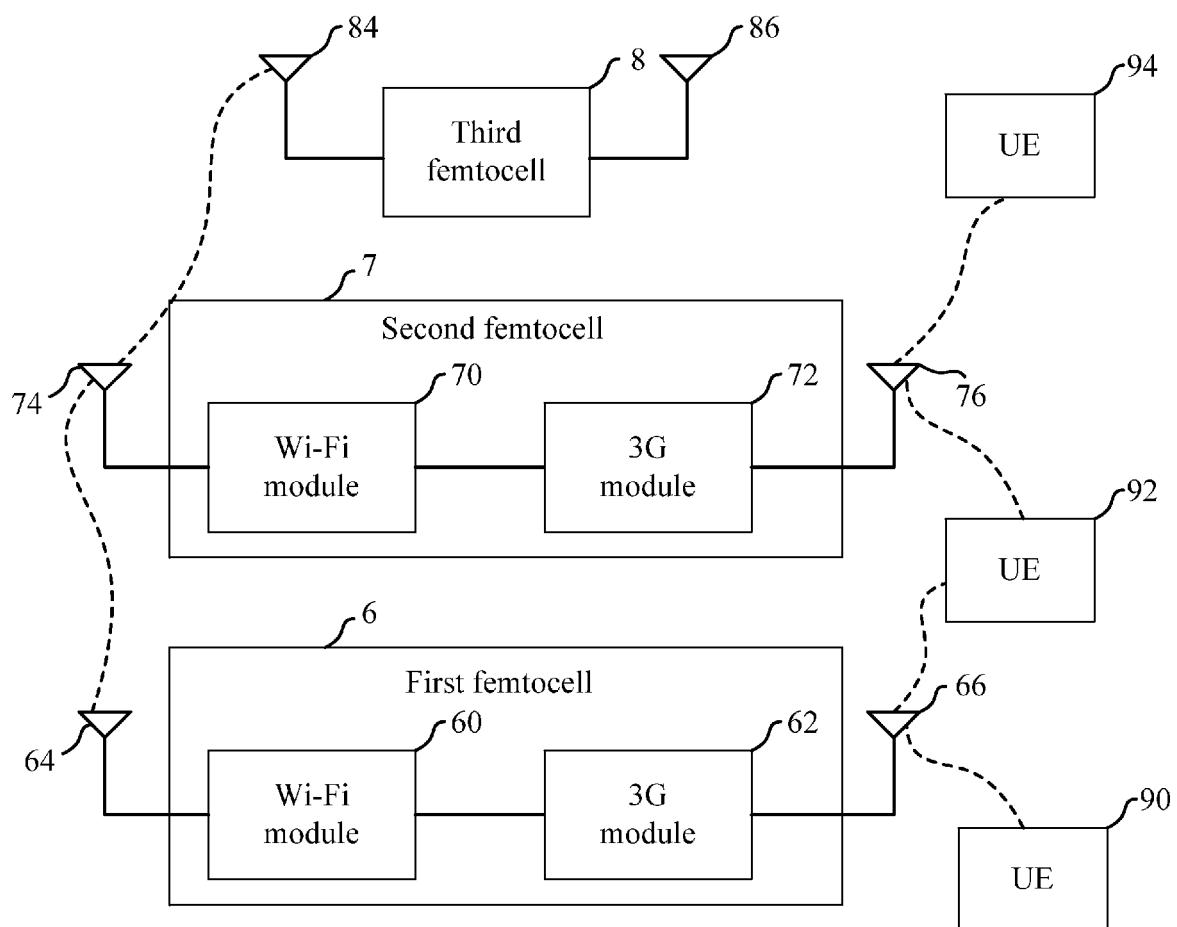 84
86
8
94
Third
femtocell
UE
7
Second femtocell
74
70
72
76
Wi-Fi
module
3G
module
92
UE
6
First femtocell
66
64
60
62
Wi-Fi
module
3G
module
90
UE